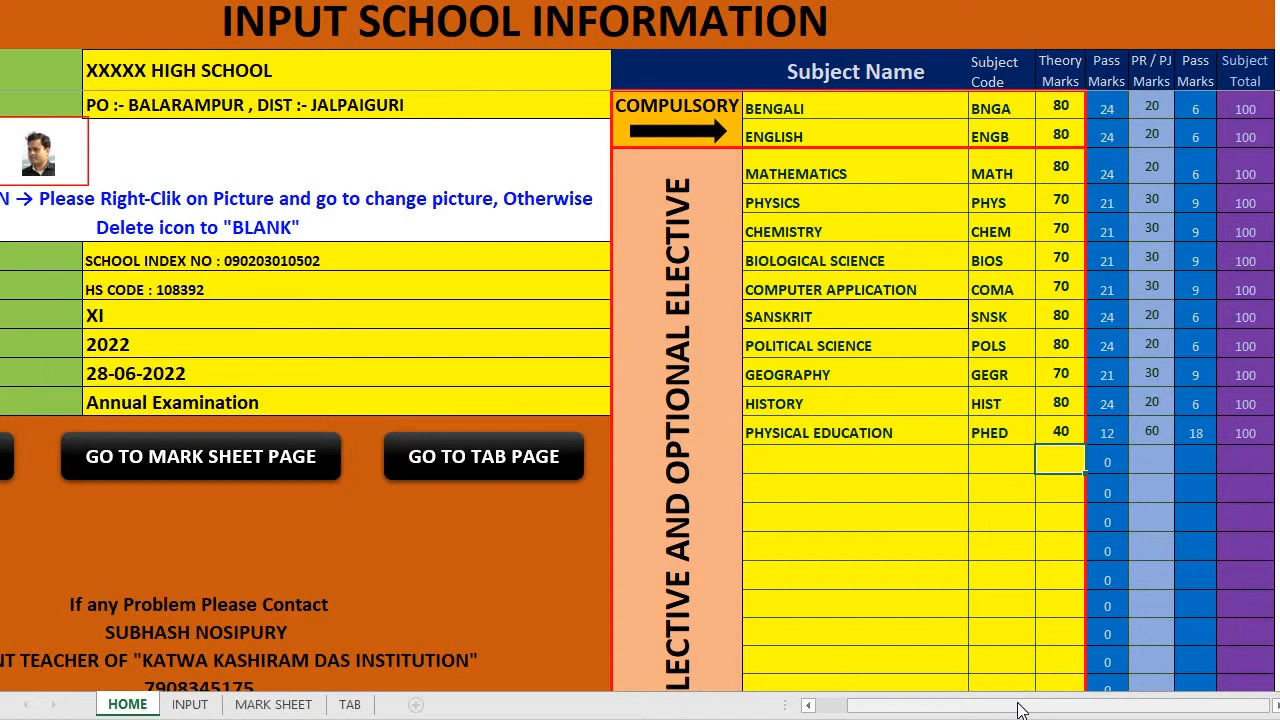 INPUT SCHOOL INFORMATION
XXXXX HIGH SCHOOL
PO :- BALARAMPUR , DIST :- JALPAIGURI
N → Please Right-Clik on Picture and go to change picture, Otherwise
Delete icon to "BLANK"
SCHOOL INDEX NO : 090203010502
HS CODE : 108392
XI
2022
28-06-2022
Annual Examination
GO TO MARK SHEET PAGE
GO TO TAB PAGE
If any Problem Please Contact
SUBHASH NOSIPURY
NT TEACHER OF "KATWA KASHIRAM DAS INSTITUTION"
7908345175
Subject Name Subject Code Theory Marks Pass Marks PR / PJ Marks Pass Marks Subject Total
COMPULSORY
BENGALI BNGA 80 24 20 6 100
ENGLISH ENGB 80 24 20 6 100
LECTIVE AND OPTIONAL ELECTIVE
MATHEMATICS MATH 80 24 20 6 100
PHYSICS PHYS 70 21 30 9 100
CHEMISTRY CHEM 70 21 30 9 100
BIOLOGICAL SCIENCE BIOS 70 21 30 9 100
COMPUTER APPLICATION COMA 70 21 30 9 100
SANSKRIT SNSK 80 24 20 6 100
POLITICAL SCIENCE POLS 80 24 20 6 100
GEOGRAPHY GEGR 70 21 30 9 100
HISTORY HIST 80 24 20 6 100
PHYSICAL EDUCATION PHED 40 12 60 18 100
0
0
0
0
0
0
0
0
0
HOME INPUT MARK SHEET TAB